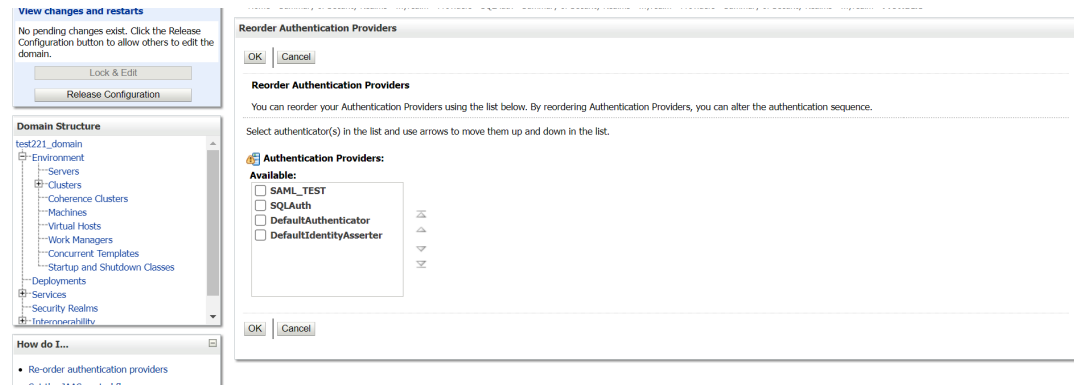 View changes and restarts
No pending changes exist. Click the Release
Configuration button to allow others to edit the
domain.
Lock & Edit
Release Configuration
Domain Structure
test221_domain
Environment
Servers
Clusters
Coherence Clusters
Machines
Virtual Hosts
Work Managers
Concurrent Templates
Startup and Shutdown Classes
Deployments
Services
Security Realms
Interoperability
How do I...
Re-order authentication providers
Reorder Authentication Providers
OK Cancel
Reorder Authentication Providers
You can reorder your Authentication Providers using the list below. By reordering Authentication Providers, you can alter the authentication sequence.
Select authenticator(s) in the list and use arrows to move them up and down in the list.
Authentication Providers:
Available:
SAML_TEST
SQLAuth
DefaultAuthenticator
DefaultIdentityAsserter
OK Cancel